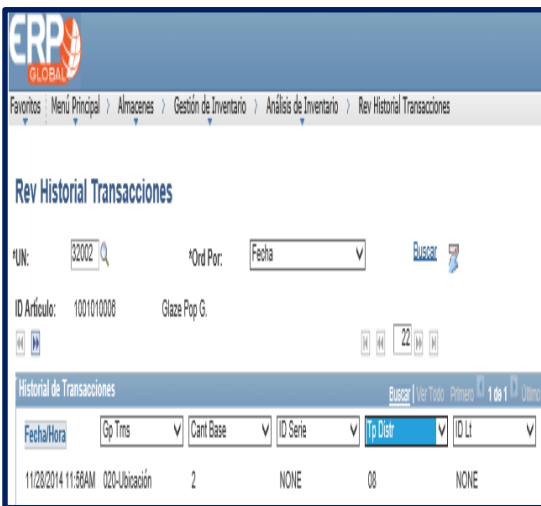 ERP
GLOBAL
Favoritos Menú Principal > Almacenes > Gestión de Inventario > Análisis de Inventario > Rev Historial Transacciones
Rev Historial Transacciones
*UN: 32002 *Ord Por: Fecha Buscar
ID Artículo: 1001010006 Glaze Pop G.
22
Historial de Transacciones Buscar | Ver Todo Primero 1 de 1 Último
Fecha/Hora Gp Trns Cant Base ID Serie Tp Distr ID Lt
11/28/2014 11:56AM 020-Ubicación 2 NONE 08 NONE